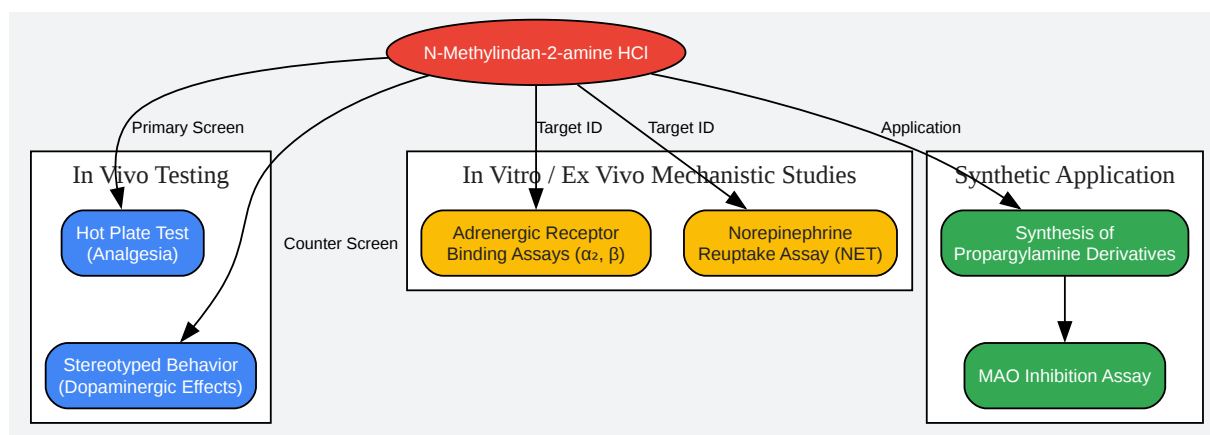 N-Methylindan-2-amine HCl
Primary Screen
Target ID
Target ID
Application
In Vivo Testing
In Vitro / Ex Vivo Mechanistic Studies
Synthetic Application
Hot Plate Test
(Analgesia)
Counter Screen
Adrenergic Receptor
Binding Assays (α₂, β)
Norepinephrine
Reuptake Assay (NET)
Synthesis of
Propargylamine Derivatives
Stereotyped Behavior
(Dopaminergic Effects)
MAO Inhibition Assay